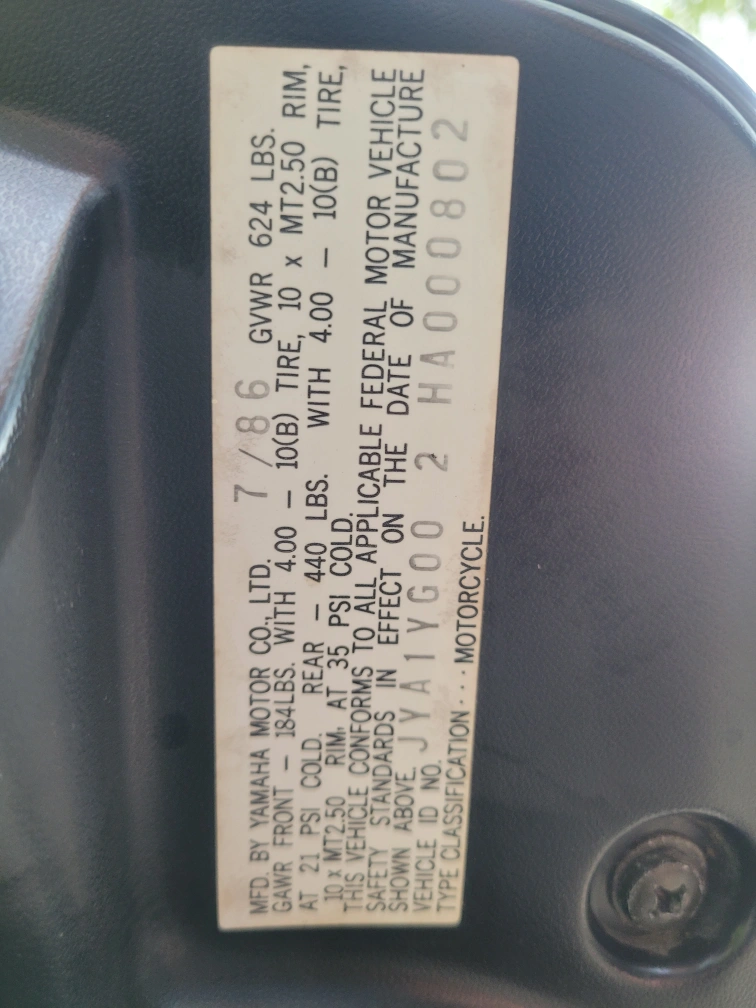 MFD. BY YAMAHA MOTOR CO., LTD. 7/86 GVWR 624 LBS.
GAWR FRONT - 184LBS. WITH 4.00 - 10(B) TIRE, 10 x MT2.50 RIM,
AT 21 PSI COLD. REAR - 440 LBS. WITH 4.00 - 10(B) TIRE,
10 x MT2.50 RIM, AT 35 PSI COLD.
THIS VEHICLE CONFORMS TO ALL APPLICABLE FEDERAL MOTOR VEHICLE
SAFETY STANDARDS IN EFFECT ON THE DATE OF MANUFACTURE
SHOWN ABOVE.
VEHICLE ID NO. JYA1YG00 2 HA000802
TYPE CLASSIFICATION · · · MOTORCYCLE.